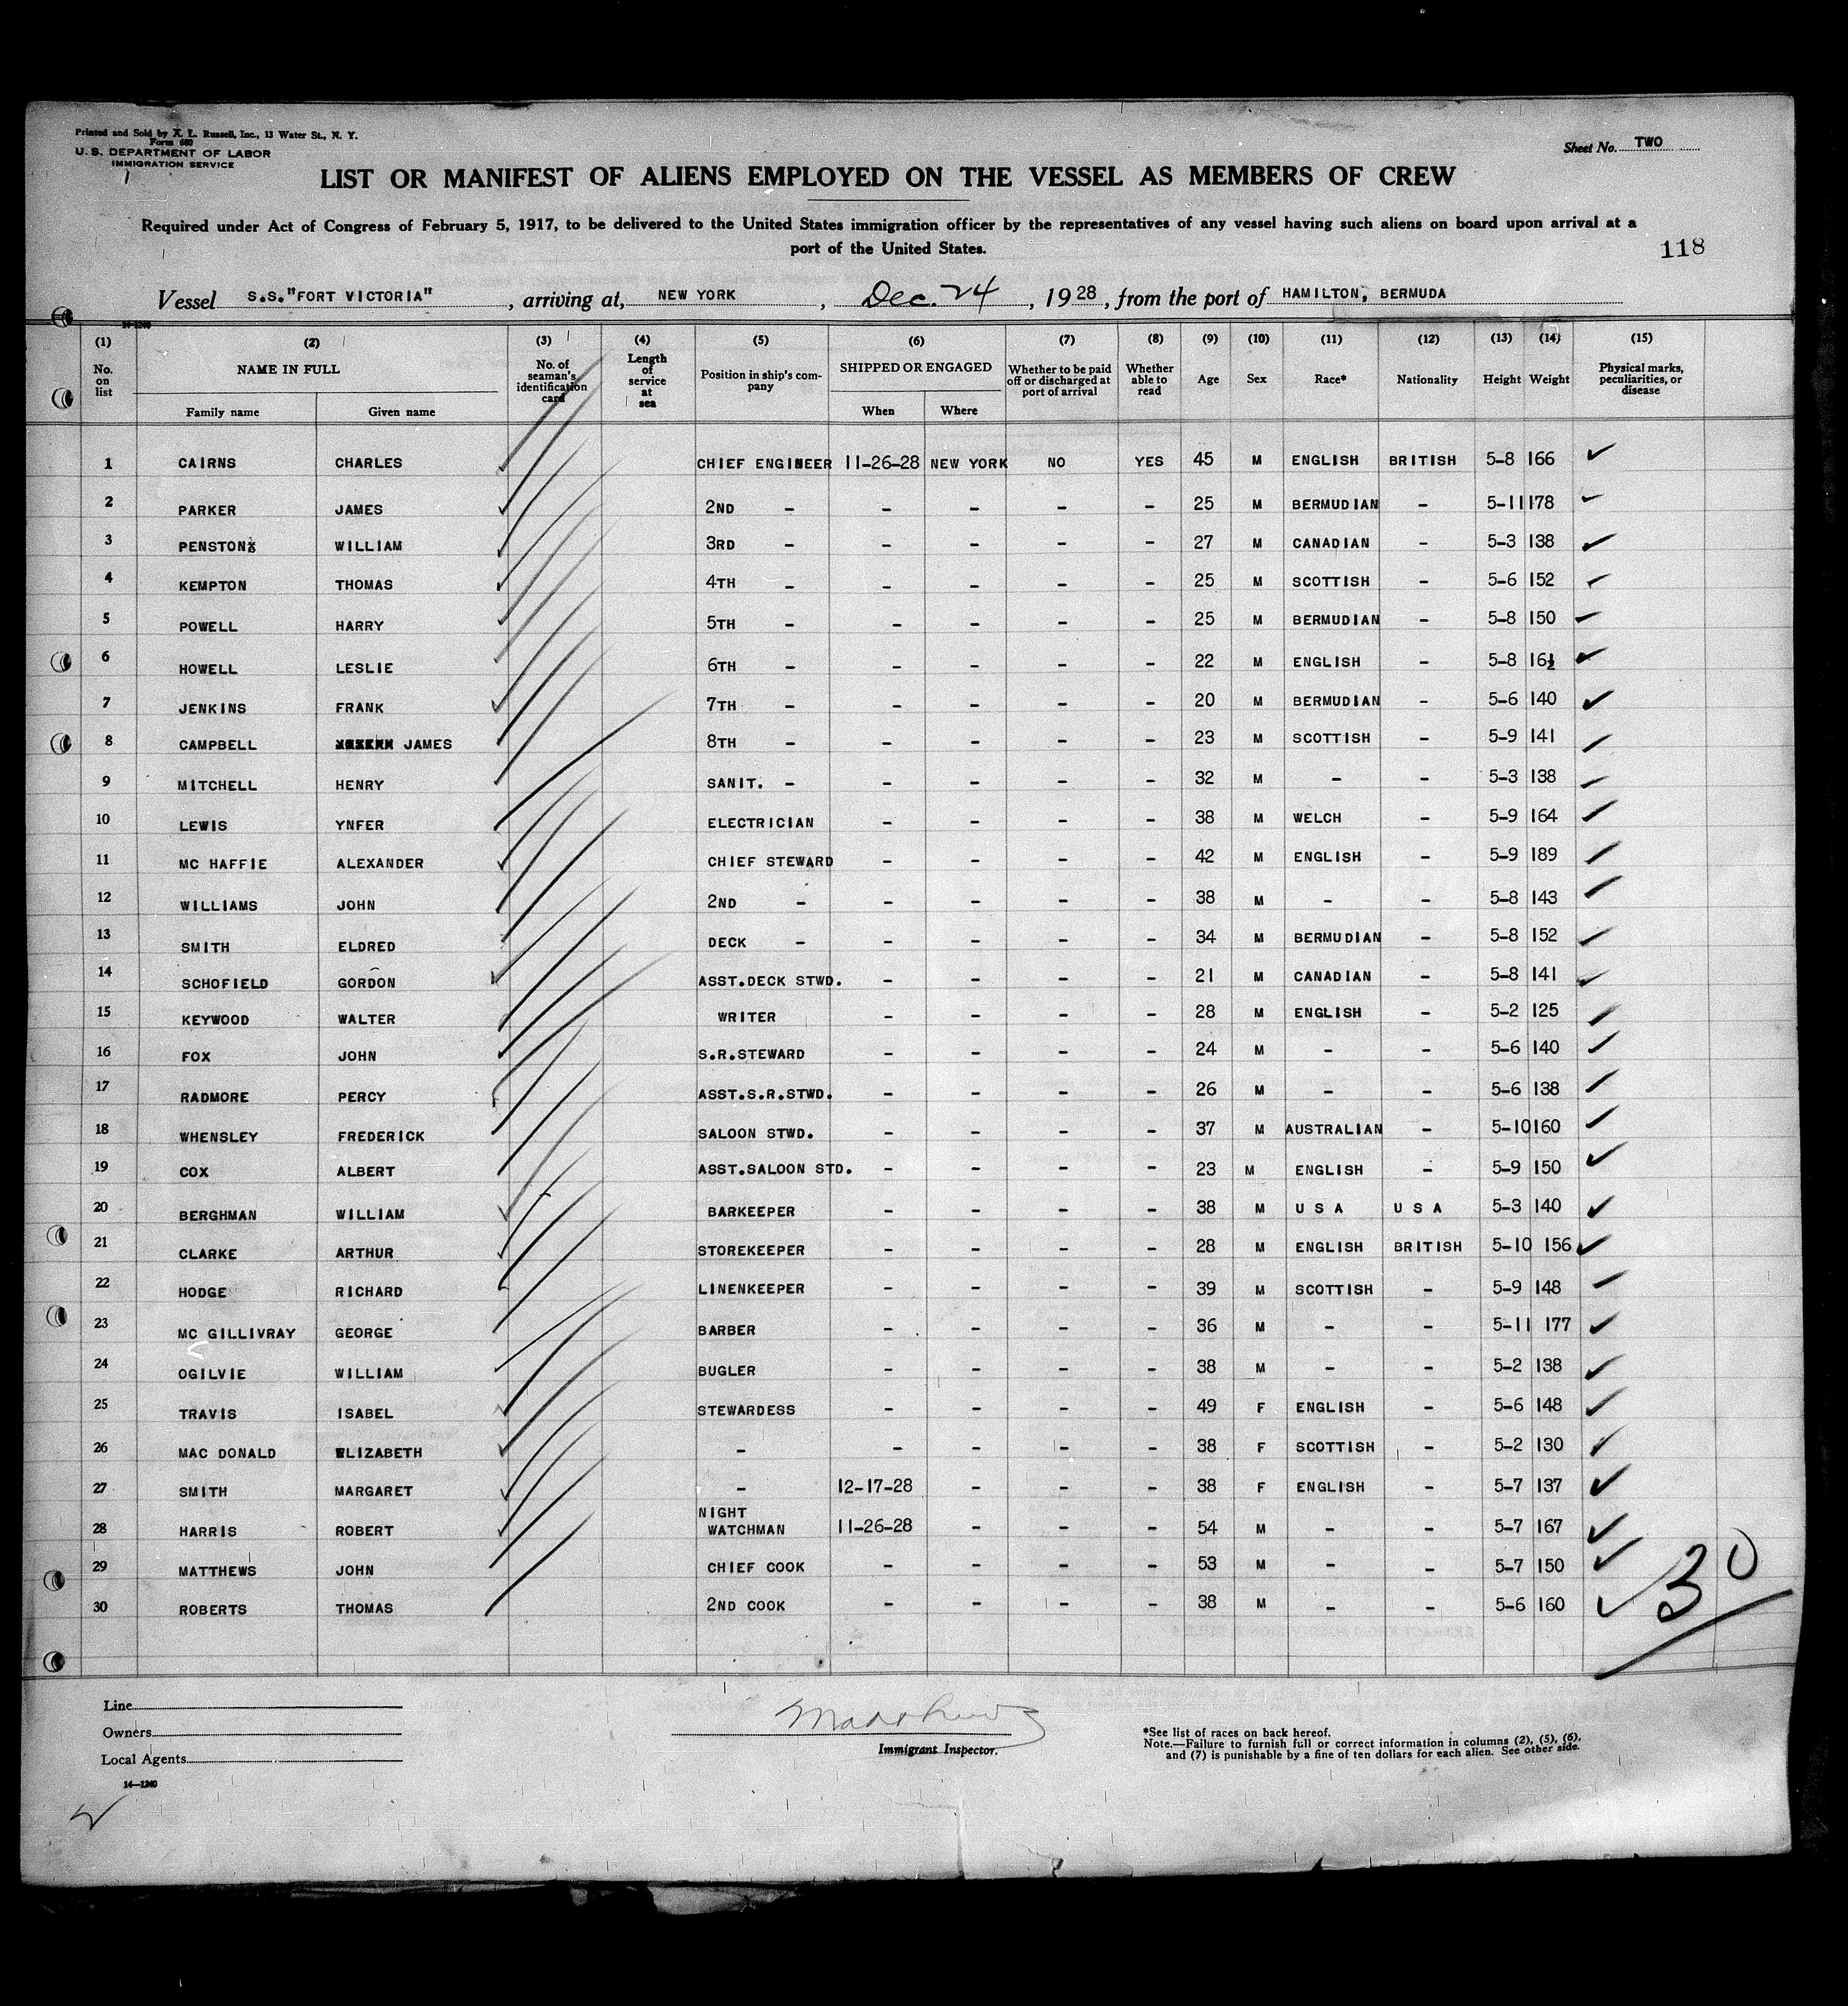 Printed and Sold by A. L. Russell, Inc., 13 Water St., N. Y.
Form 680
U. S. DEPARTMENT OF LABOR
IMMIGRATION SERVICE
Sheet No. TWO
LIST OR MANIFEST OF ALIENS EMPLOYED ON THE VESSEL AS MEMBERS OF CREW
Required under Act of Congress of February 5, 1917, to be delivered to the United States immigration officer by the representatives of any vessel having such aliens on board upon arrival at a
port of the United States.
118
Vessel S.S."FORT VICTORIA", arriving at, NEW YORK, Dec. 24, 1928, from the port of HAMILTON, BERMUDA
14-1240
(1) (2) (3) (4) (5) (6) (7) (8) (9) (10) (11) (12) (13) (14) (15)
No. on list NAME IN FULL Family name Given name No. of seaman's identification card Length of service at sea Position in ship's company SHIPPED OR ENGAGED When Where Whether to be paid off or discharged at port of arrival Whether able to read Age Sex Race* Nationality Height Weight Physical marks, peculiarities, or disease
1 CAIRNS CHARLES CHIEF ENGINEER 11-26-28 NEW YORK NO YES 45 M ENGLISH BRITISH 5-8 166
2 PARKER JAMES 2ND - - - - - 25 M BERMUDIAN - 5-11 178
3 PENSTON WILLIAM 3RD - - - - - 27 M CANADIAN - 5-3 138
4 KEMPTON THOMAS 4TH - - - - - 25 M SCOTTISH - 5-6 152
5 POWELL HARRY 5TH - - - - - 25 M BERMUDIAN - 5-8 150
6 HOWELL LESLIE 6TH - - - - - 22 M ENGLISH - 5-8
7 JENKINS FRANK 7TH - - - - - 20 M BERMUDIAN - 5-6 140
8 CAMPBELL JAMES 8TH - - - - - 23 M SCOTTISH - 5-9 141
9 MITCHELL HENRY SANIT. - - - - - 32 M - - 5-3 138
10 LEWIS YNFER ELECTRICIAN - - - - 38 M WELCH - 5-9 164
11 MC HAFFIE ALEXANDER CHIEF STEWARD - - - - 42 M ENGLISH - 5-9 189
12 WILLIAMS JOHN 2ND - - - - - 38 M - - 5-8 143
13 SMITH ELDRED DECK - - - - - 34 M BERMUDIAN - 5-8 152
14 SCHOFIELD GORDON ASST.DECK STWD. - - - - 21 M CANADIAN - 5-8 141
15 KEYWOOD WALTER WRITER - - - - 28 M ENGLISH - 5-2 125
16 FOX JOHN S.R.STEWARD - - - - 24 M - - 5-6 140
17 RADMORE PERCY ASST.S.R.STWD. - - - - 26 M - - 5-6 138
18 WHENSLEY FREDERICK SALOON STWD. - - - - 37 M AUSTRALIAN - 5-10 160
19 COX ALBERT ASST.SALOON STD. - - - - 23 M ENGLISH - 5-9 150
20 BERGHMAN WILLIAM BARKEEPER - - - - 38 M U S A U S A 5-3 140
21 CLARKE ARTHUR STOREKEEPER - - - - 28 M ENGLISH BRITISH 5-10 156
22 HODGE RICHARD LINENKEEPER - - - - 39 M SCOTTISH - 5-9 148
23 MC GILLIVRAY GEORGE BARBER - - - - 36 M - - 5-11 177
24 OGILVIE WILLIAM BUGLER - - - - 38 M - - 5-2 138
25 TRAVIS ISABEL STEWARDESS - - - - 49 F ENGLISH - 5-6 148
26 MAC DONALD ELIZABETH - - - - - 38 F SCOTTISH - 5-2 130
27 SMITH MARGARET - 12-17-28 - - - 38 F ENGLISH - 5-7 137
28 HARRIS ROBERT NIGHT WATCHMAN 11-26-28 - - - 54 M - - 5-7 167
29 MATTHEWS JOHN CHIEF COOK - - - - 53 M - - 5-7 150
30 ROBERTS THOMAS 2ND COOK - - - - 38 M - - 5-6 160
30
Line
Owners
Local Agents
Immigrant Inspector.
*See list of races on back hereof.
Note.—Failure to furnish full or correct information in columns (2), (5), (6),
and (7) is punishable by a fine of ten dollars for each alien. See other side.
14—1240